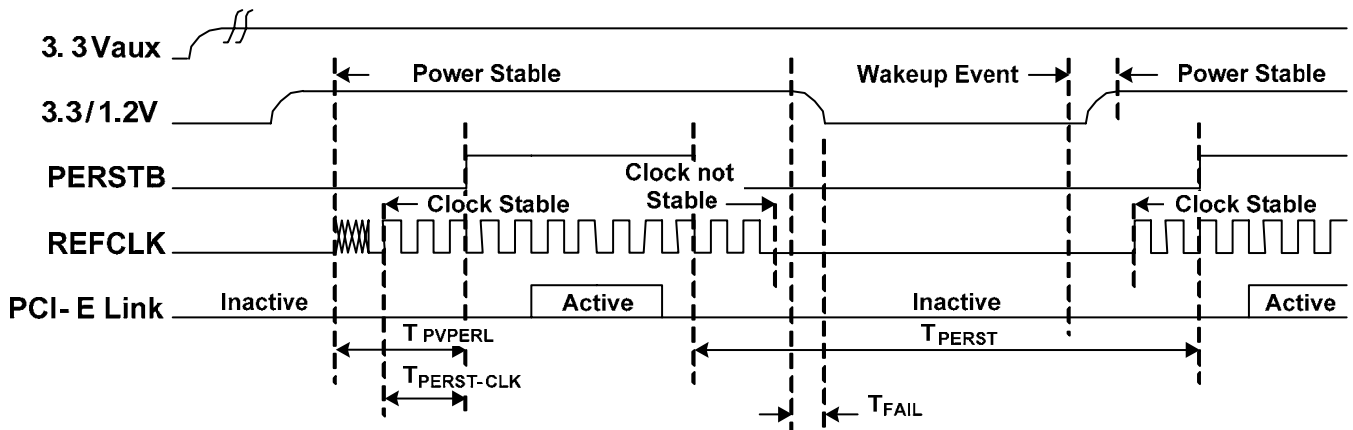 3.3Vaux
Power Stable
Wakeup Event
Power Stable
3.3/1.2V
PERSTB
Clock not
Stable
Clock Stable
Clock Stable
REFCLK
PCI-E Link
Inactive
Active
Inactive
Active
TPVPERL
TPERST
TPERST-CLK
TFAIL